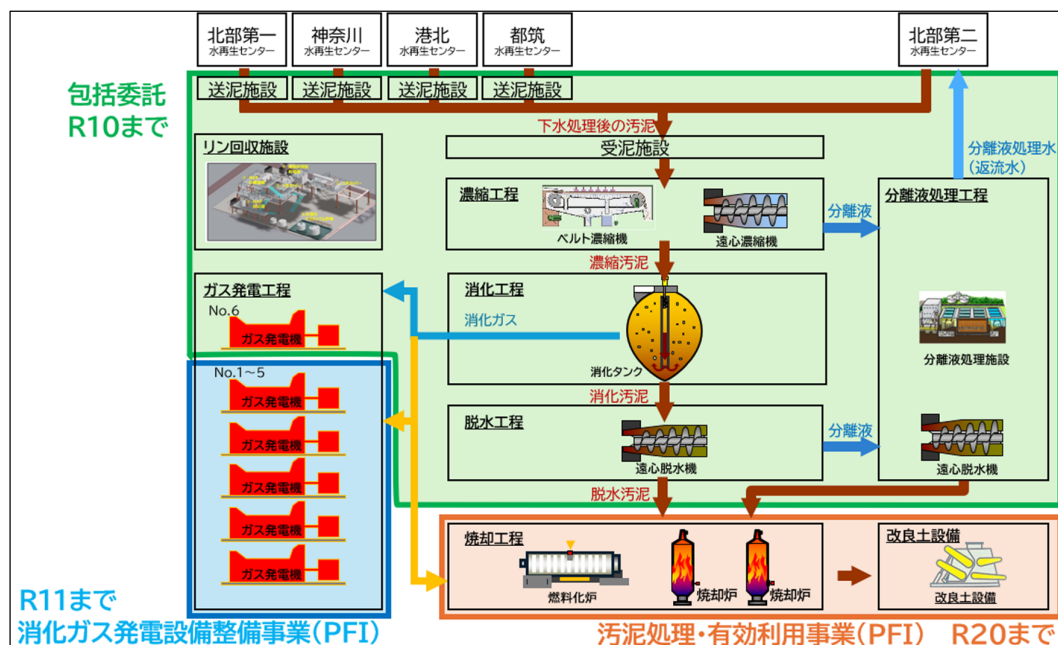 北部第一
水再生センター
神奈川
水再生センター
港北
水再生センター
都筑
水再生センター
北部第二
水再生センター
包括委託
R10まで
送泥施設
送泥施設
送泥施設
送泥施設
下水処理後の汚泥
受泥施設
分離液処理水
(返流水)
リン回収施設
濃縮工程
ベルト濃縮機
遠心濃縮機
分離液
分離液処理工程
濃縮汚泥
ガス発電工程
No.6
ガス発電機
消化ガス
消化工程
消化タンク
分離液処理施設
消化汚泥
No.1~5
ガス発電機
ガス発電機
ガス発電機
ガス発電機
ガス発電機
脱水工程
遠心脱水機
分離液
遠心脱水機
脱水汚泥
焼却工程
燃料化炉
焼却炉
焼却炉
改良土設備
改良土設備
R11まで
消化ガス発電設備整備事業(PFI)
汚泥処理・有効利用事業(PFI) R20まで